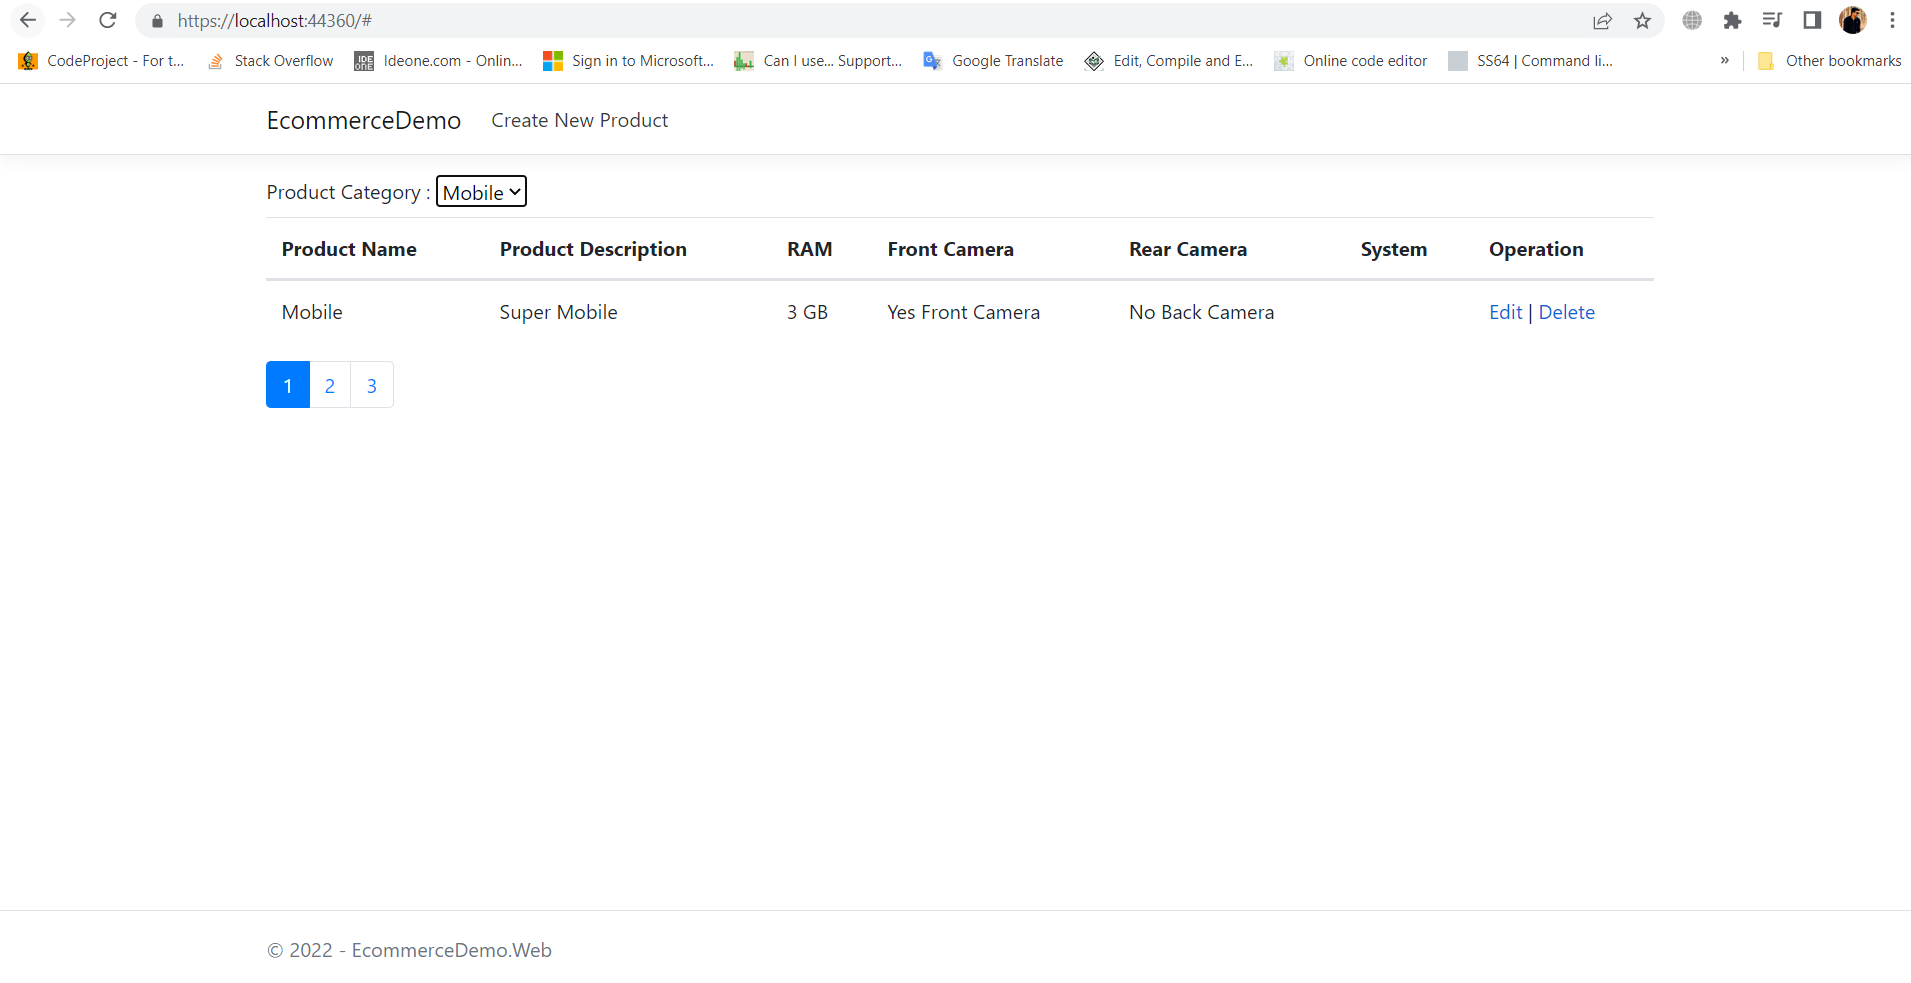 https://localhost:44360/#
CodeProject - For t... Stack Overflow IDE ONE Ideone.com - Onlin... Sign in to Microsoft... Can I use... Support... Google Translate Edit, Compile and E... Online code editor SS64 | Command li... » Other bookmarks
EcommerceDemo Create New Product
Product Category : Mobile
Product Name Product Description RAM Front Camera Rear Camera System Operation
Mobile Super Mobile 3 GB Yes Front Camera No Back Camera Edit | Delete
1 2 3
© 2022 - EcommerceDemo.Web